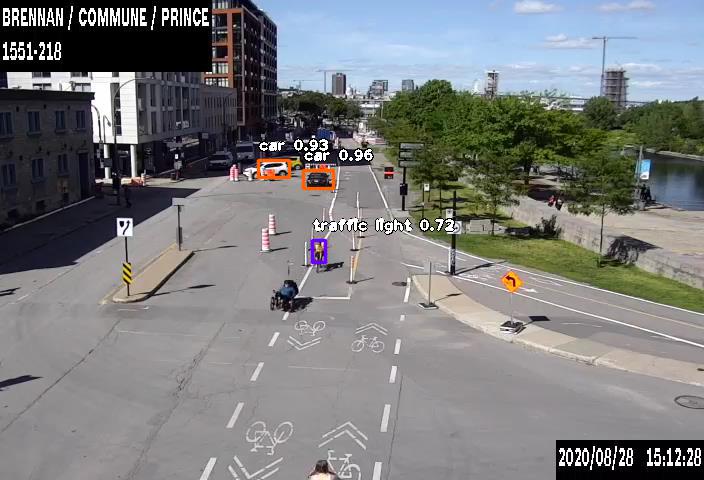 BRENNAN / COMMUNE / PRINCE
1551-218
car 0.93
car 0.96
traffic light 0.72
2020/08/28 15:12:28